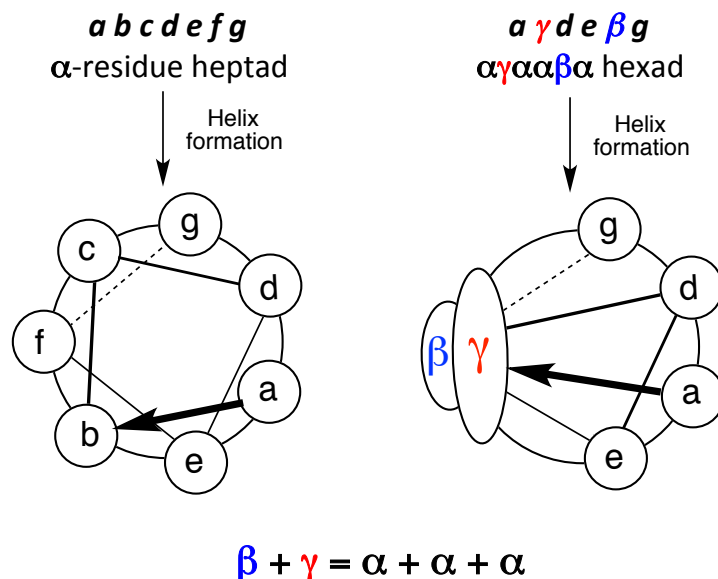 a b c d e f g
α-residue heptad
Helix
formation
g
c
d
f
a
b
e
a γ d e β g
αγααβα hexad
Helix
formation
g
d
β γ
a
e
β + γ = α + α + α